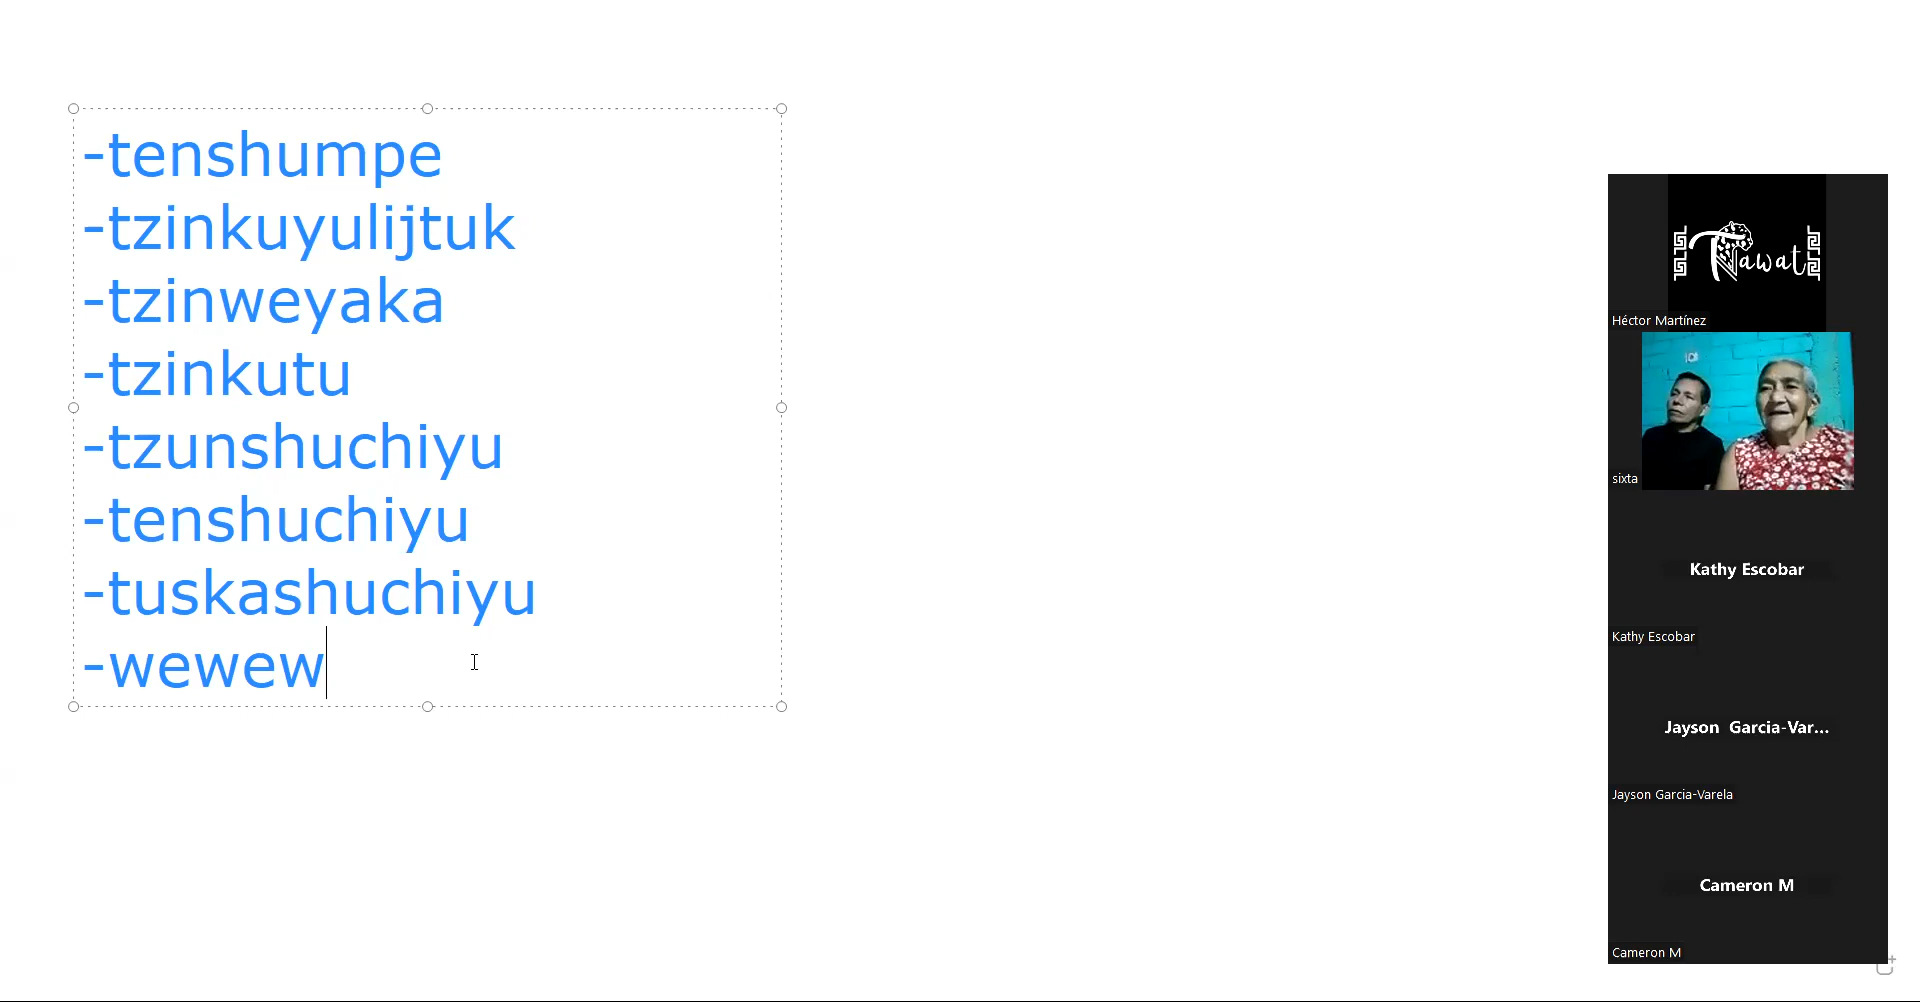 -tenshumpe
-tzinkuyulijtuk
-tzinweyaka
-tzinkutu
-tzunshuchiyu
-tenshuchiyu
-tuskashuchiyu
-wewew
Tawat
Héctor Martínez
sixta
Kathy Escobar
Kathy Escobar
Jayson Garcia-Var...
Jayson Garcia-Varela
Cameron M
Cameron M